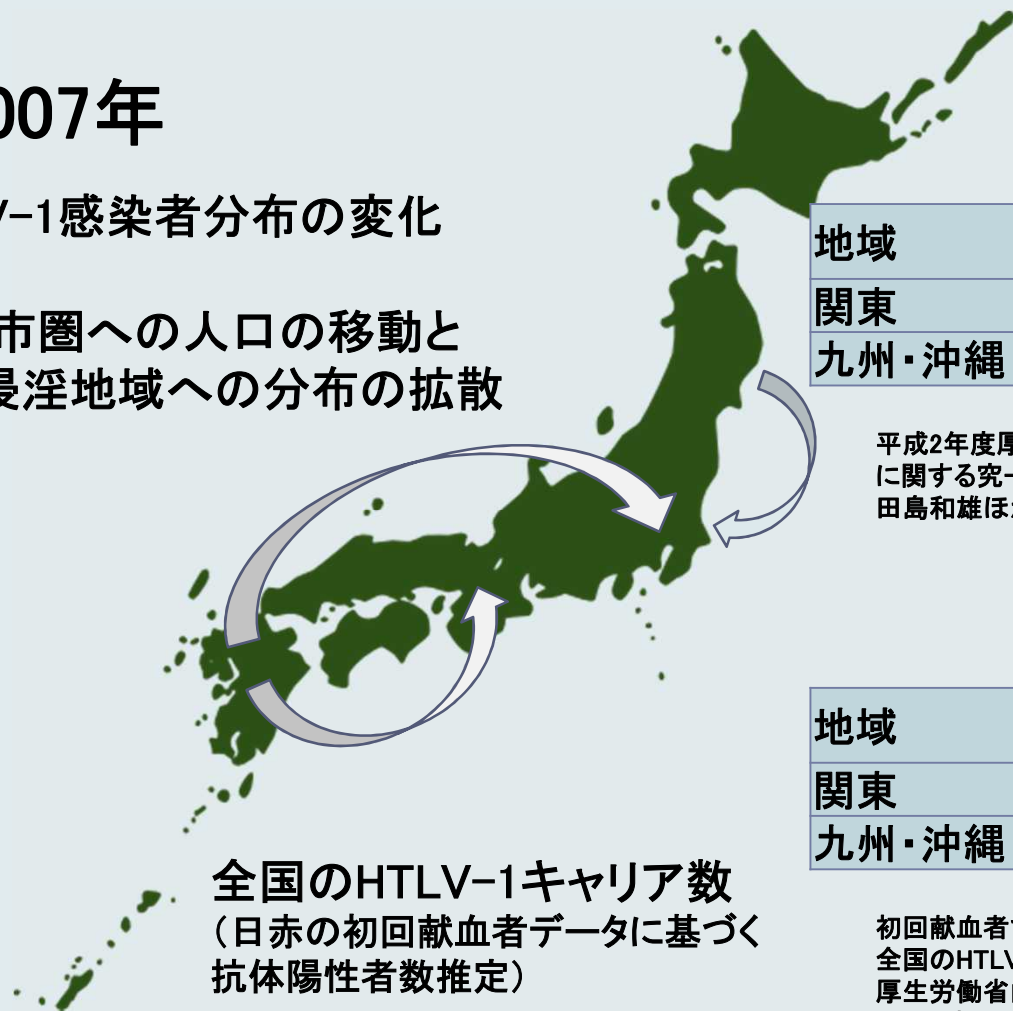 007年
V-1感染者分布の変化
市圏への人口の移動と
浸淫地域への分布の拡散
地域
関東
九州・沖縄
平成2年度厚
に関する究-
田島和雄ほか
地域
関東
九州・沖縄
全国のHTLV-1キャリア数
（日赤の初回献血者データに基づく
抗体陽性者数推定）
初回献血者
全国のHTLV
厚生労働省